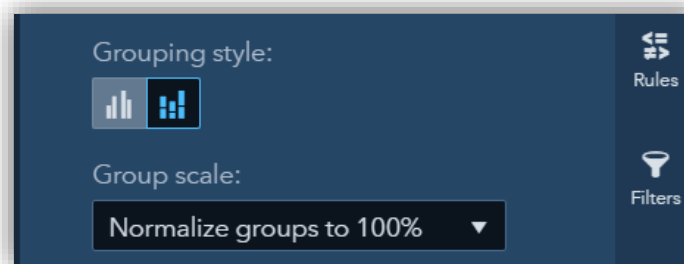 Grouping style:
Rules
Group scale:
Normalize groups to 100%
Filters